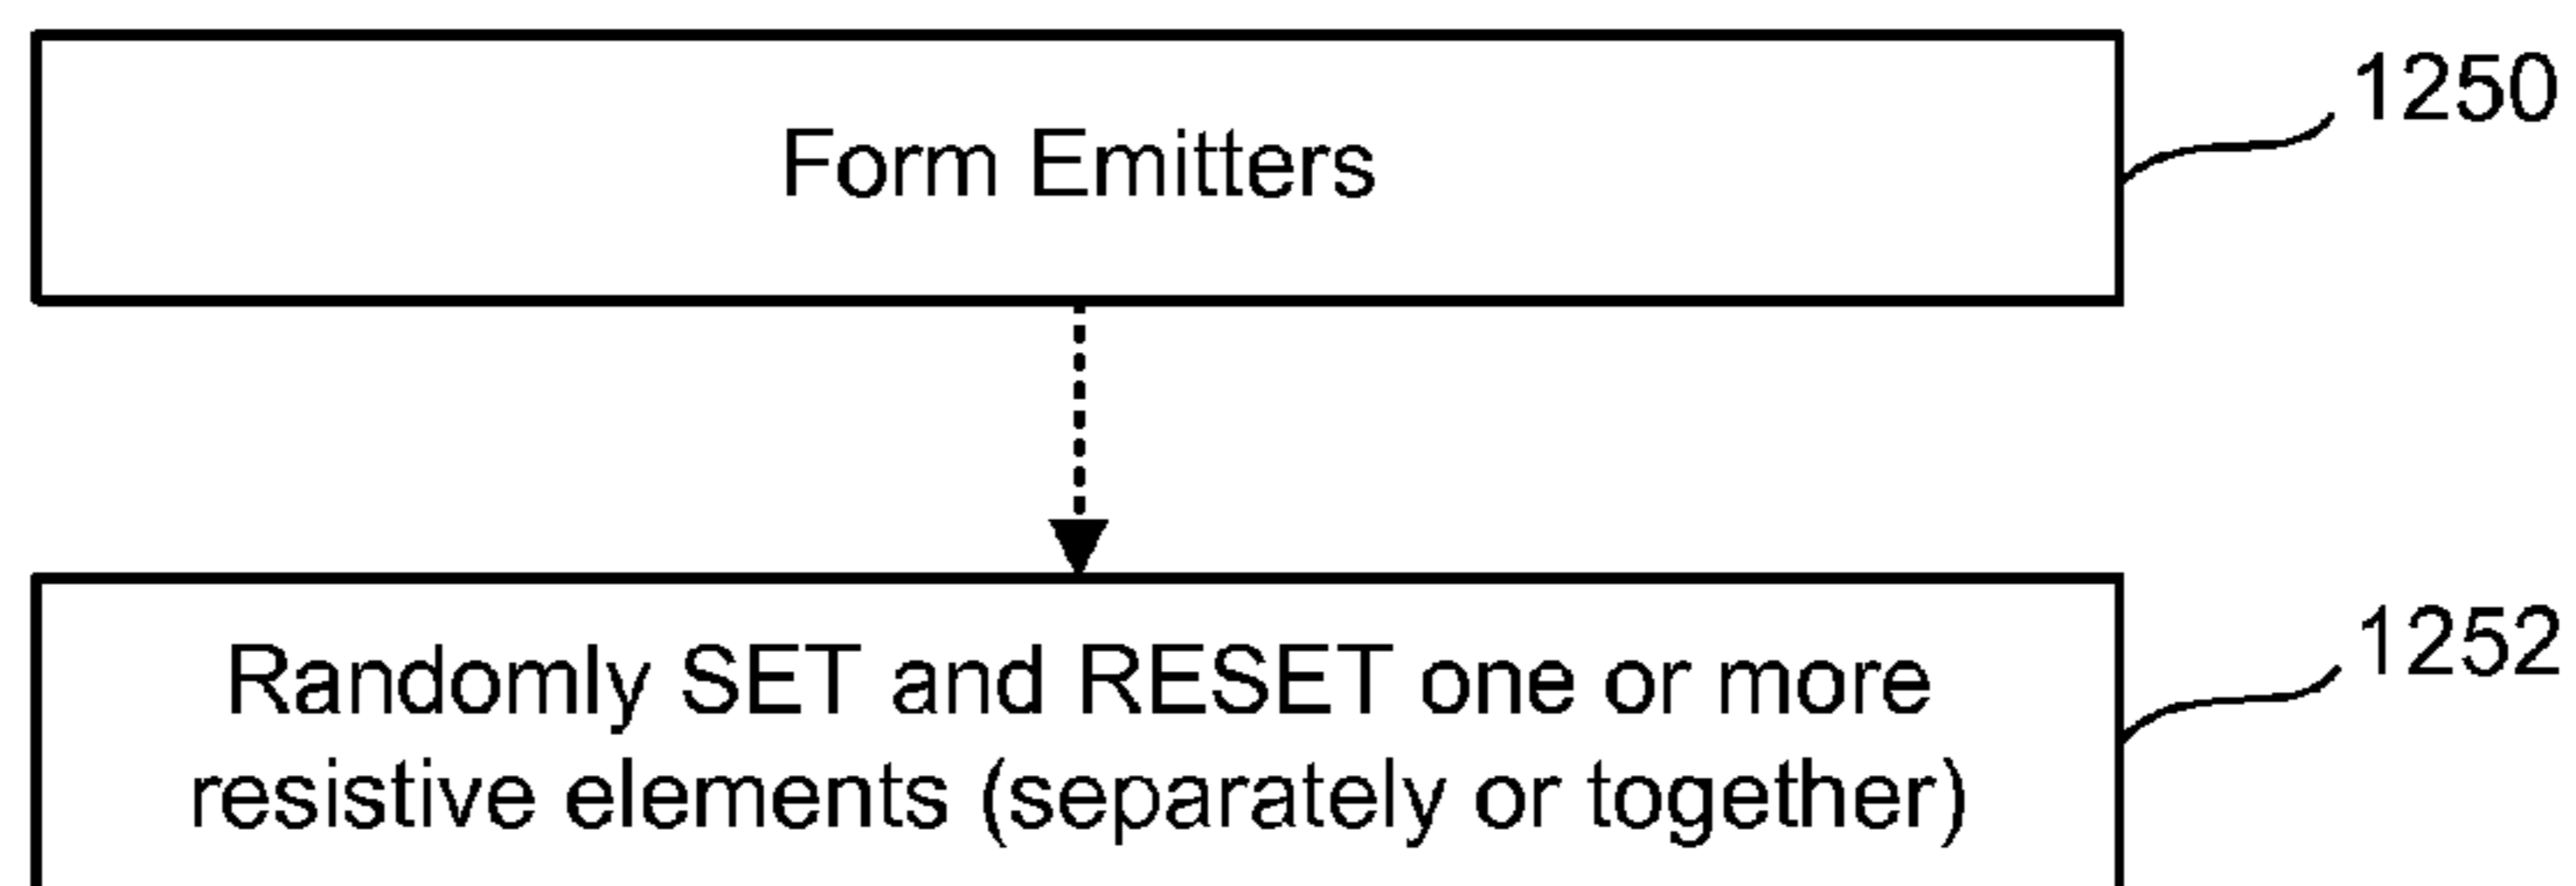 Form Emitters
1250
Randomly SET and RESET one or more
resistive elements (separately or together)
1252